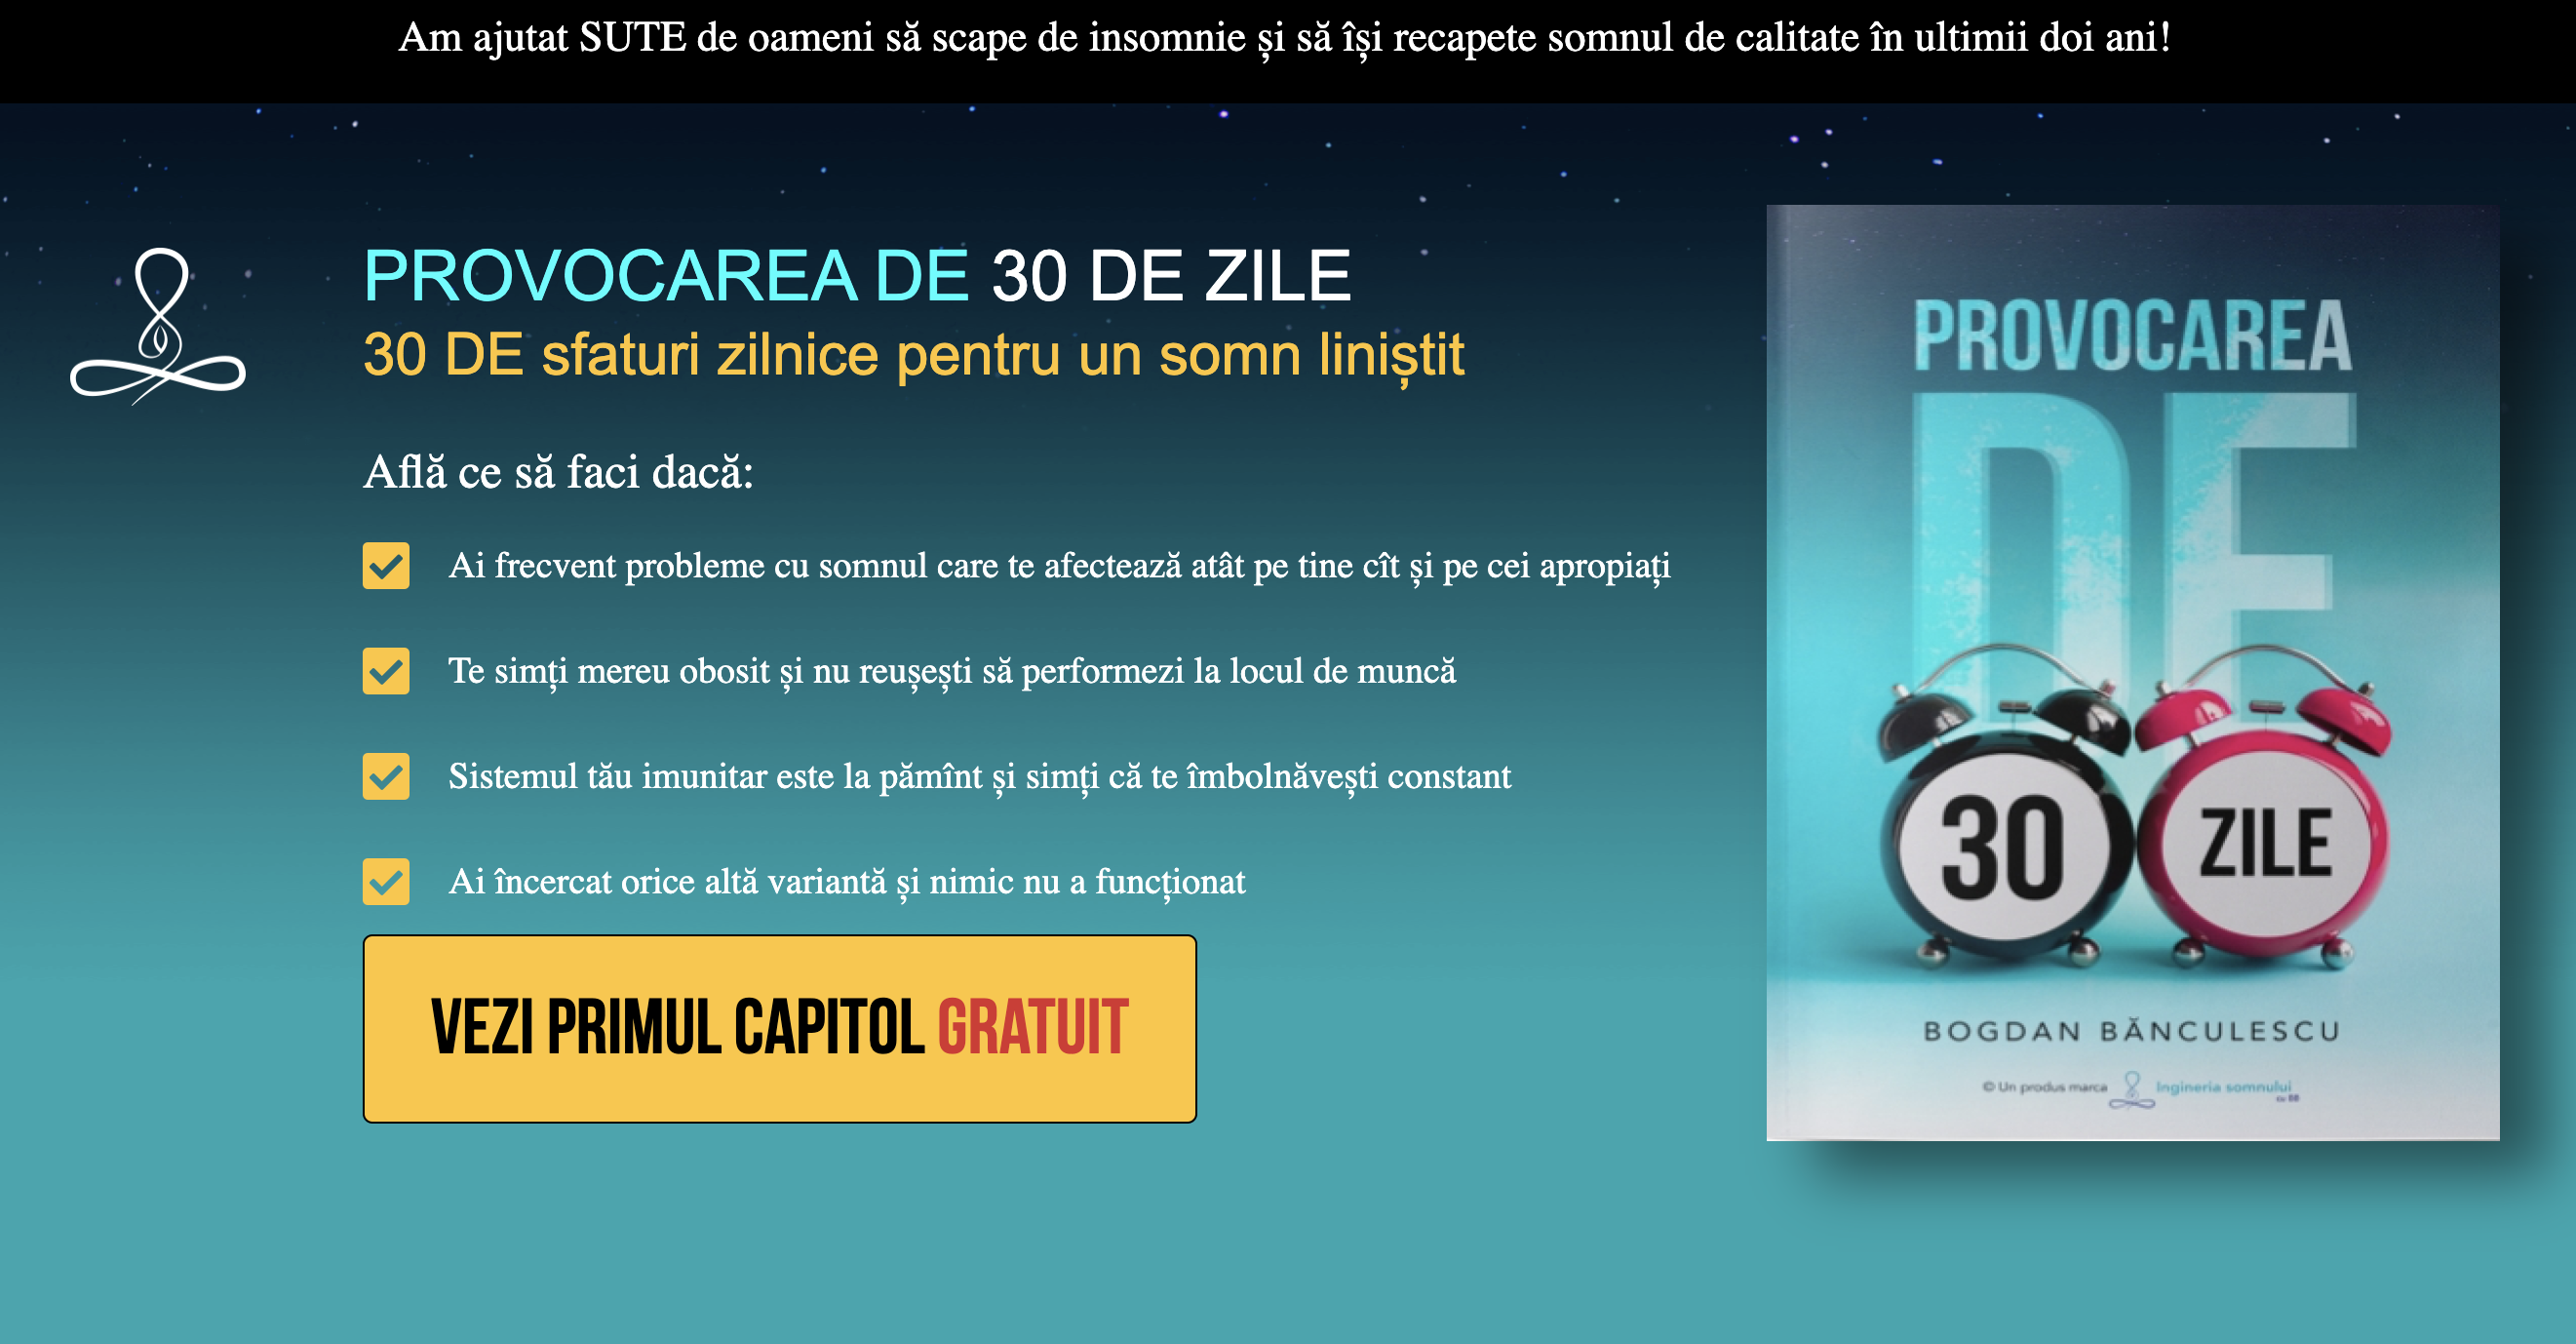 Am ajutat SUTE de oameni să scape de insomnie și să își recapete somnul de calitate în ultimii doi ani!
PROVOCAREA DE 30 DE ZILE
30 DE sfaturi zilnice pentru un somn liniștit
Află ce să faci dacă:
Ai frecvent probleme cu somnul care te afectează atât pe tine cît și pe cei apropiați
Te simți mereu obosit și nu reușești să performezi la locul de muncă
Sistemul tău imunitar este la pămînt și simți că te îmbolnăvești constant
Ai încercat orice altă variantă și nimic nu a funcționat
VEZI PRIMUL CAPITOL GRATUIT
PROVOCAREA
DE
30 ZILE
BOGDAN BĂNCULESCU
© Un produs marca Ingineria somnului
cu BB